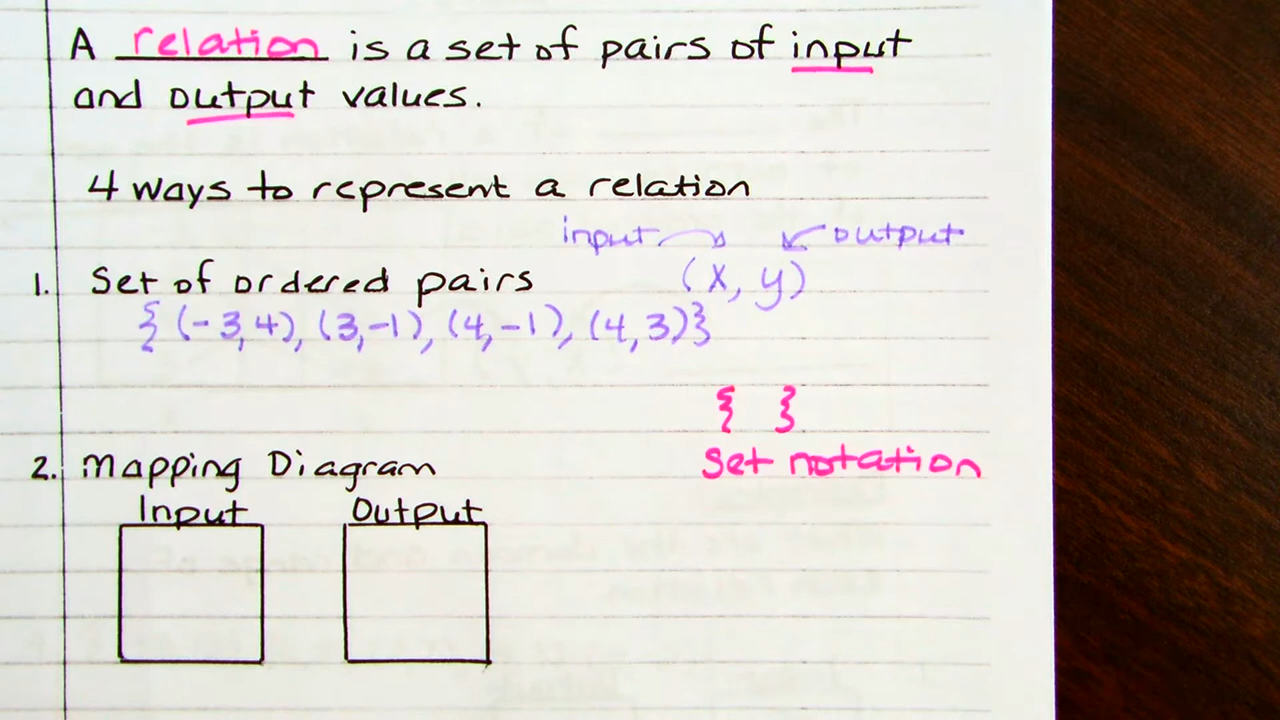 A relation is a set of pairs of input
and output values.
4 ways to represent a relation
input output
1. Set of ordered pairs (x, y)
{(-3,4), (3,-1), (4,-1), (4,3)}
{ }
2. Mapping Diagram set notation
Input Output